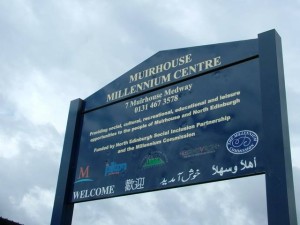 MUIRHOUSE
MILLENNIUM CENTRE
7 Muirhouse Medway
0131 467 3578
Providing social, cultural, recreational, educational and leisure
opportunities to the people of Muirhouse and North Edinburgh
Funded by North Edinburgh Social Inclusion Partnership
and the Millennium Commission
WELCOME 歡迎 خوش آمدید أهلاً وسهلاً